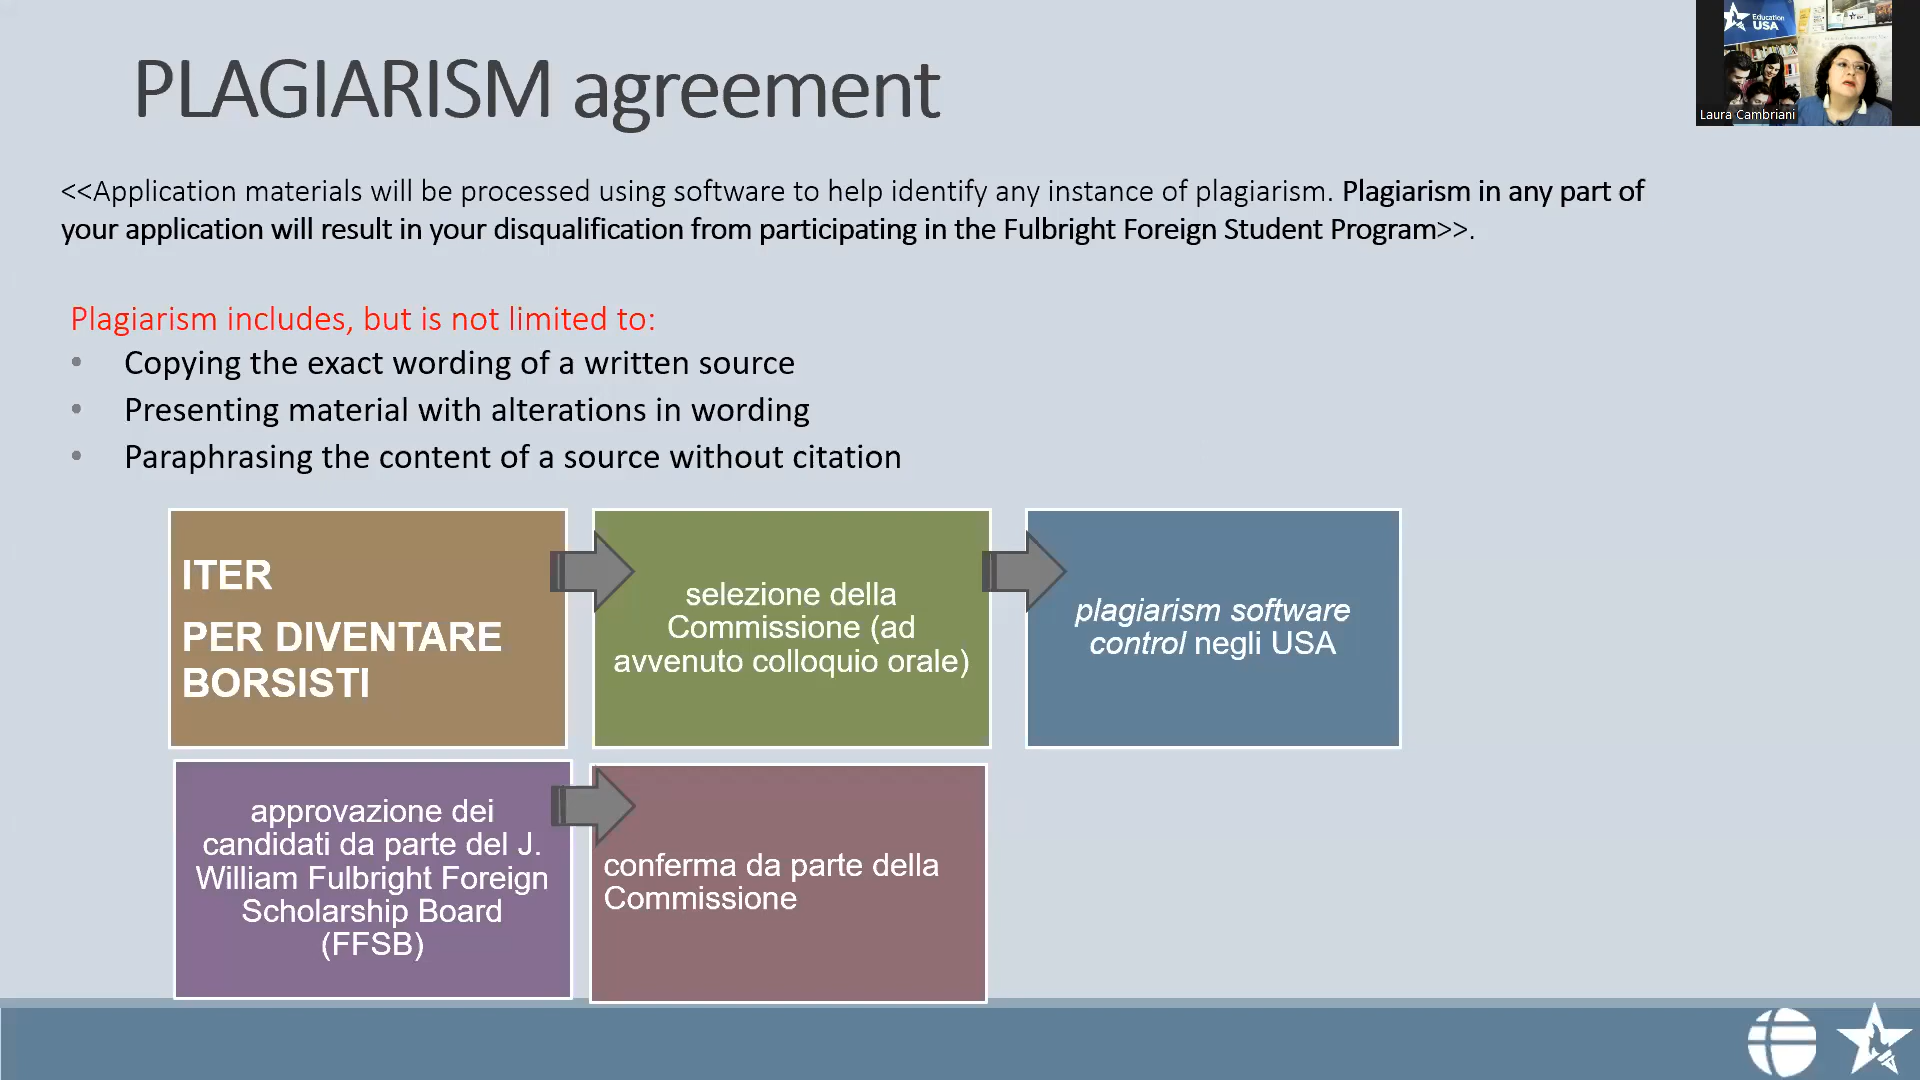 PLAGIARISM agreement
Education
USA
Laura Cambriani
<<Application materials will be processed using software to help identify any instance of plagiarism. Plagiarism in any part of
your application will result in your disqualification from participating in the Fulbright Foreign Student Program>>.
Plagiarism includes, but is not limited to:
• Copying the exact wording of a written source
• Presenting material with alterations in wording
• Paraphrasing the content of a source without citation
ITER
PER DIVENTARE
BORSISTI
selezione della
Commissione (ad
avvenuto colloquio orale)
plagiarism software
control negli USA
approvazione dei
candidati da parte del J.
William Fulbright Foreign
Scholarship Board
(FFSB)
conferma da parte della
Commissione